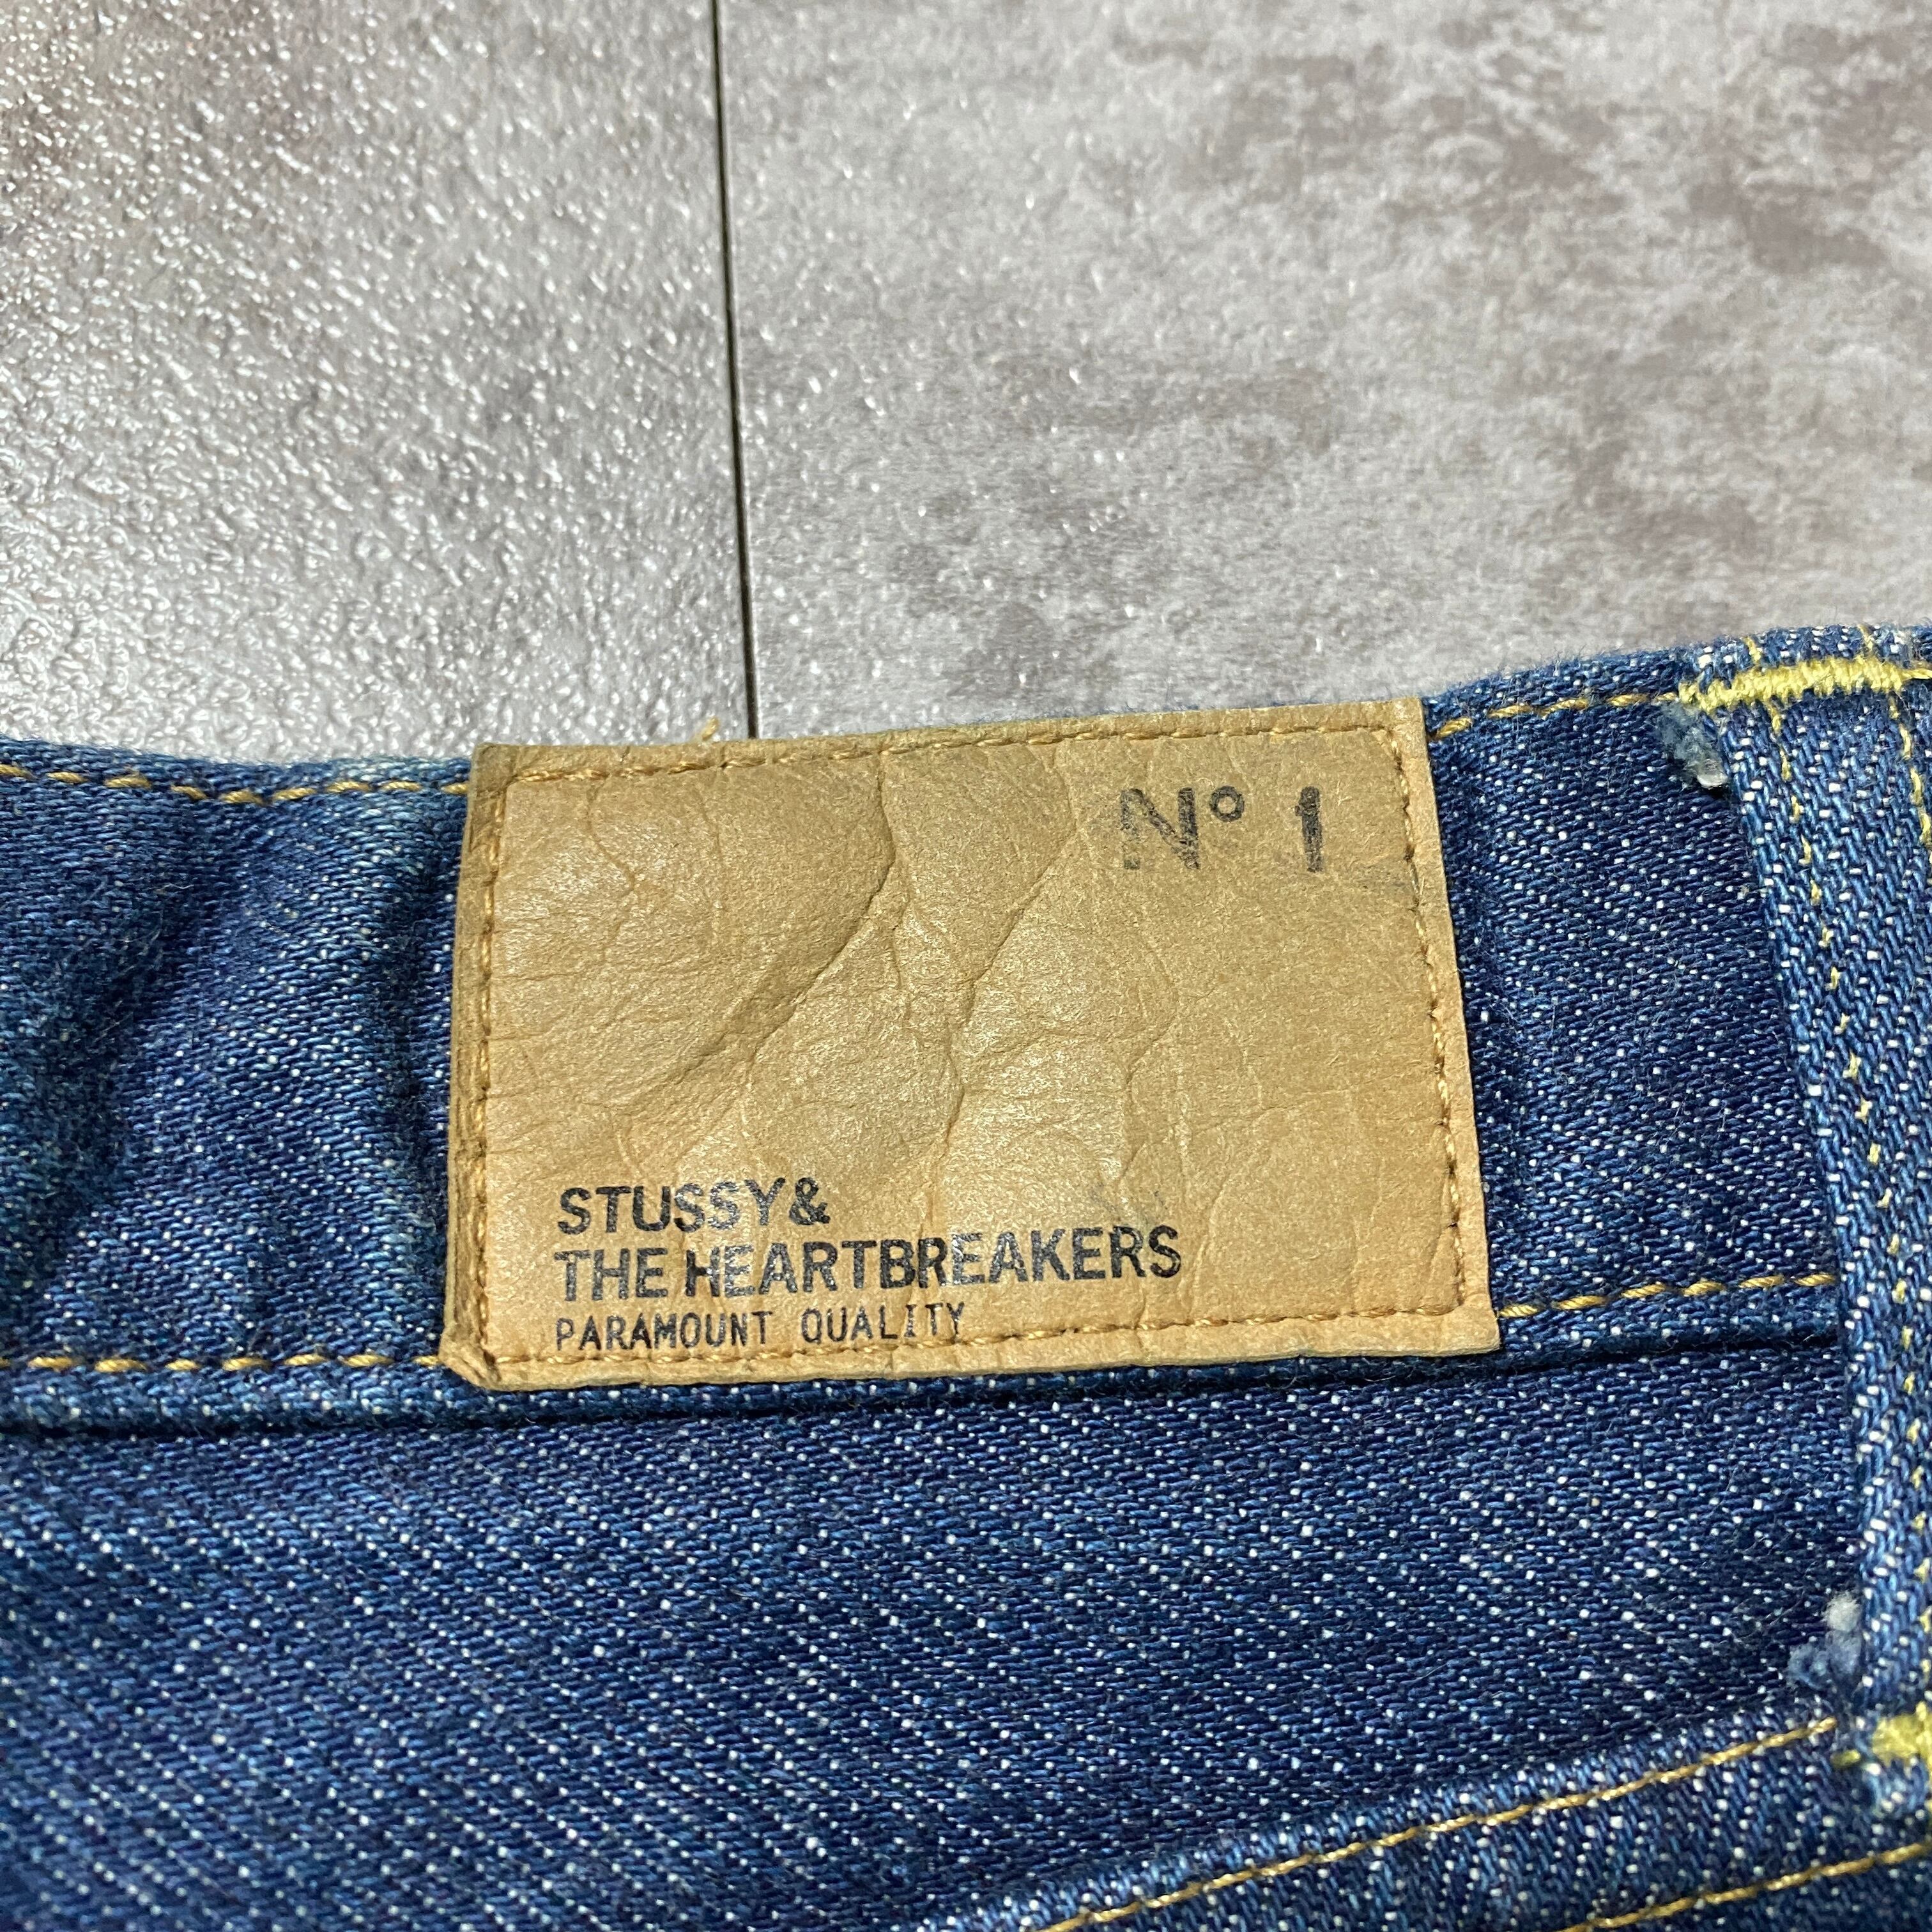 N° 1
STUSSY&
THE HEARTBREAKERS
PARAMOUNT QUALITY